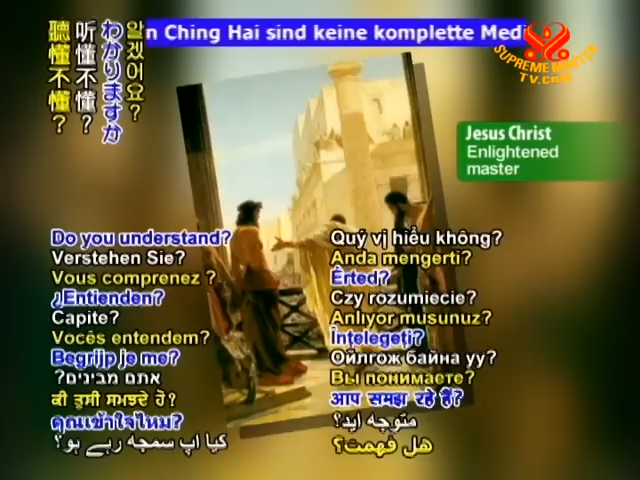 n Ching Hai sind keine komplette Medi
SUPREME MASTER
TV.COM
알겠어요?
わかりますか
听懂不懂?
聽懂不懂?
Jesus Christ
Enlightened
master
Do you understand?
Verstehen Sie?
Vous comprenez ?
¿Entienden?
Capite?
Vocês entendem?
Begrijp je me?
אתם מבינים?
ਕੀ ਤੁਸੀ ਸਮਝਦੇ ਹੋ?
คุณเข้าใจไหม?
کیا آپ سمجھ رہے ہو؟
Quý vị hiểu không?
Anda mengerti?
Èrted?
Czy rozumiecie?
Anlıyor musunuz?
Înţelegeţi?
Ойлгож байна уу?
Вы понимаете?
आप समझ रहे हैं?
متوجه اید؟
هل فهمت؟